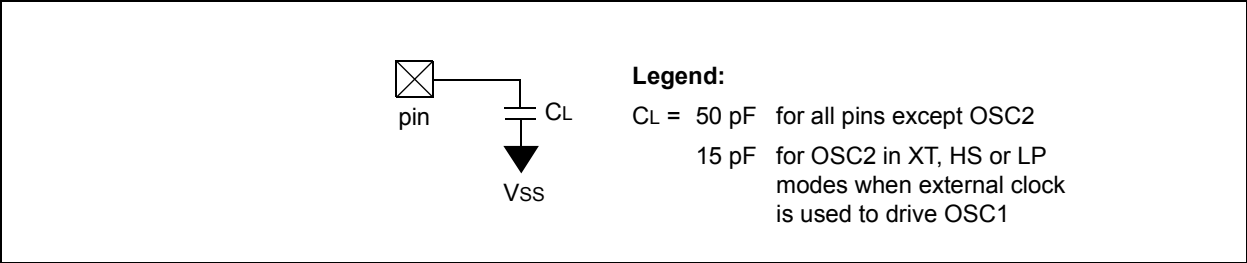 pin
CL
VSS
Legend:
CL = 50 pF for all pins except OSC2
15 pF for OSC2 in XT, HS or LP
modes when external clock
is used to drive OSC1